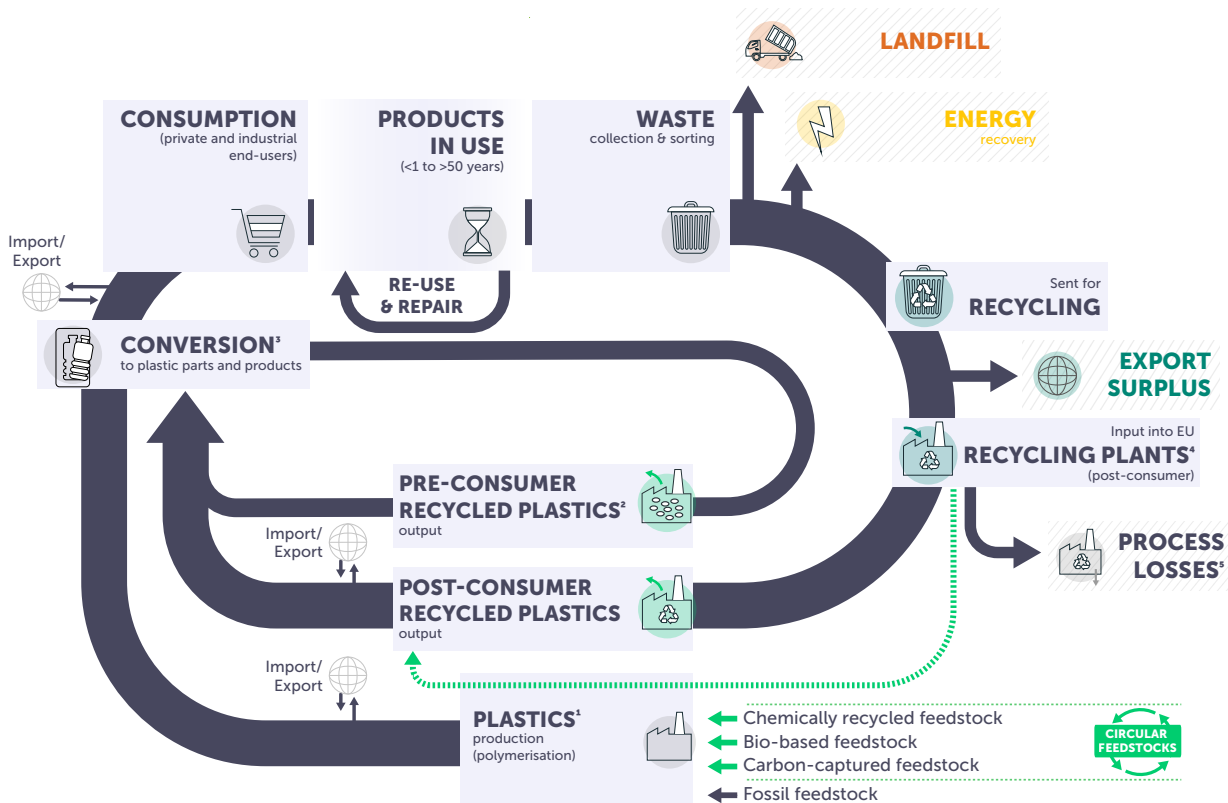 LANDFILL
ENERGY
recovery
CONSUMPTION
(private and industrial
end-users)
PRODUCTS
IN USE
(<1 to >50 years)
WASTE
collection & sorting
Import/
Export
RE-USE
& REPAIR
Sent for
RECYCLING
CONVERSION³
to plastic parts and products
EXPORT
SURPLUS
Input into EU
RECYCLING PLANTS⁴
(post-consumer)
PRE-CONSUMER
RECYCLED PLASTICS²
output
Import/
Export
PROCESS
LOSSES⁵
POST-CONSUMER
RECYCLED PLASTICS
output
Import/
Export
PLASTICS¹
production
(polymerisation)
Chemically recycled feedstock
Bio-based feedstock
Carbon-captured feedstock
Fossil feedstock
CIRCULAR
FEEDSTOCKS